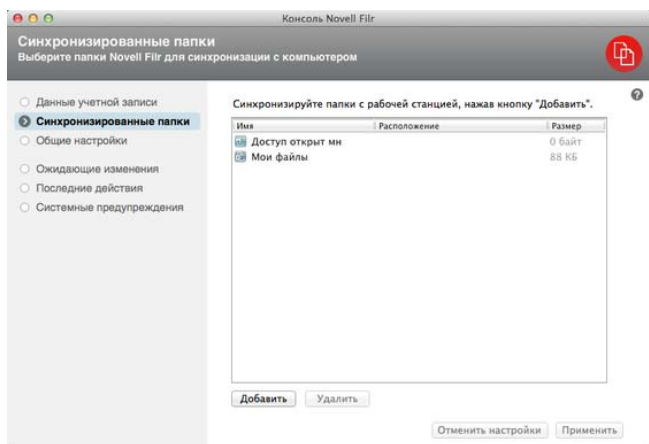 Консоль Novell Filr
Синхронизированные папки
Выберите папки Novell Filr для синхронизации с компьютером
Данные учетной записи
Синхронизированные папки
Общие настройки
Ожидающие изменения
Последние действия
Системные предупреждения
Синхронизируйте папки с рабочей станцией, нажав кнопку "Добавить".
Имя Расположение Размер
Доступ открыт мн 0 байт
Мои файлы 88 КБ
Добавить Удалить
Отменить настройки Применить